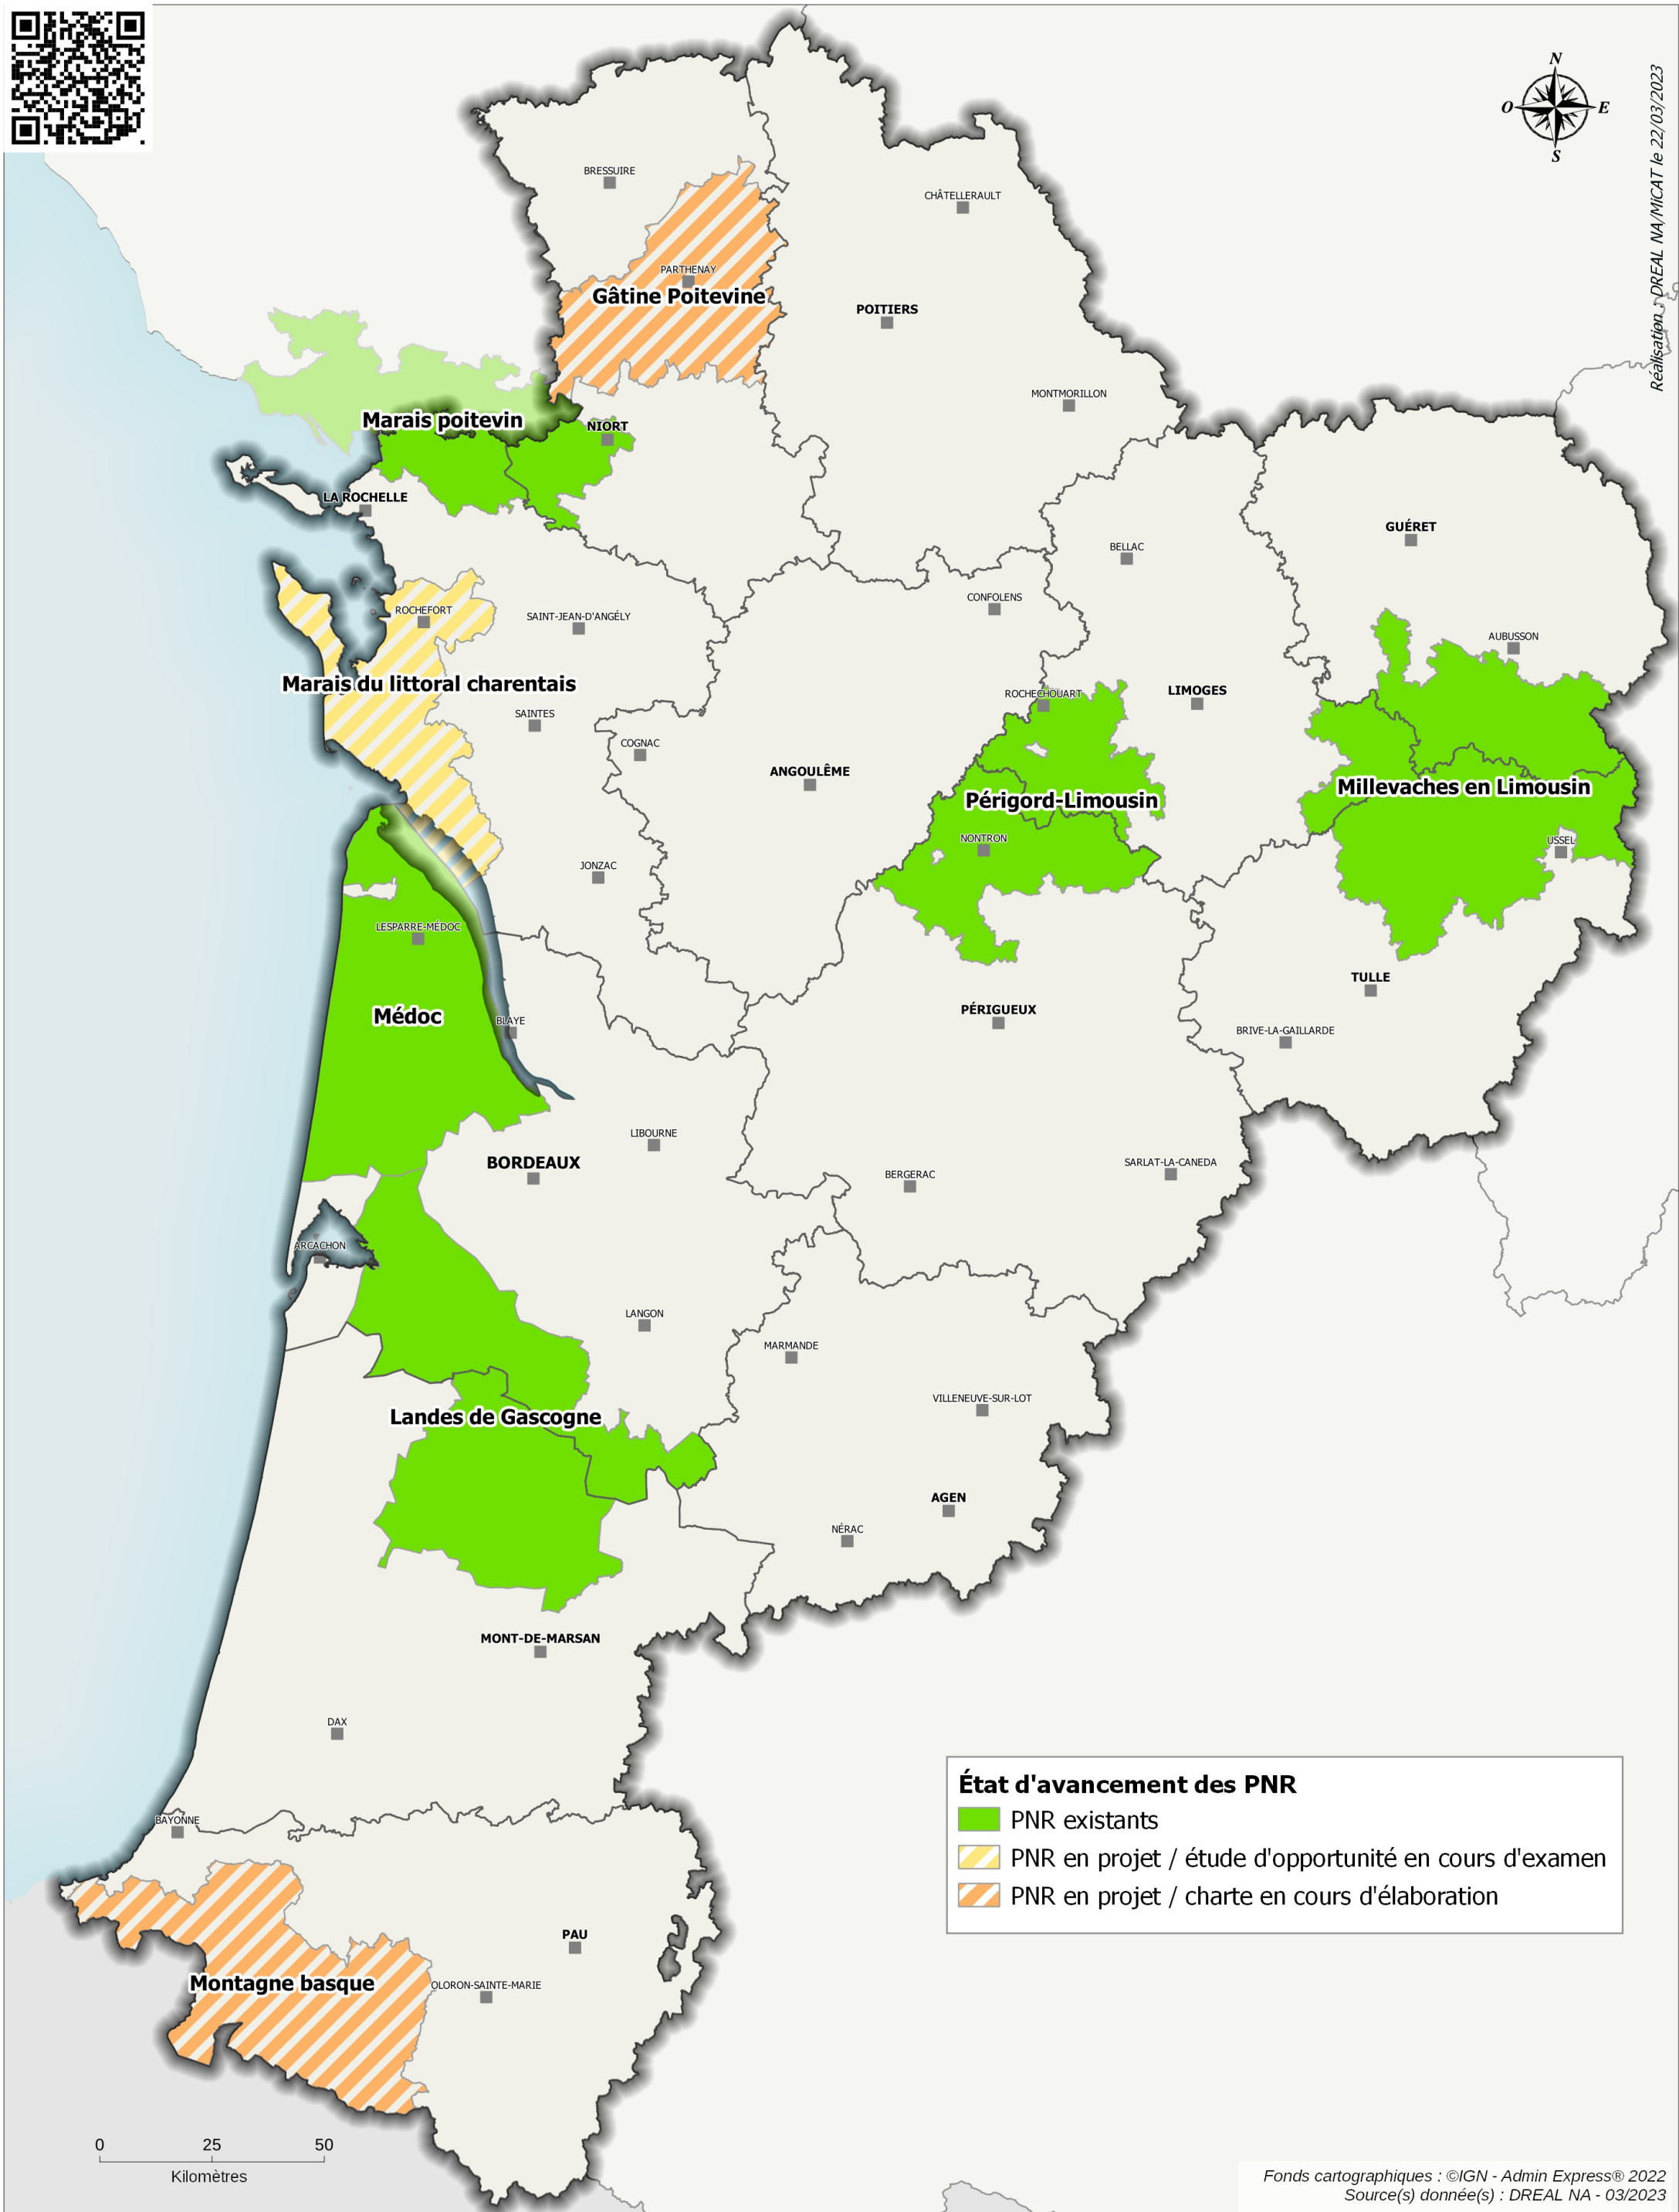 N
O
E
S
Réalisation : DREAL NA/MiCAT le 22/03/2023
BRESSUIRE
CHÂTELLERAULT
PARTHENAY
Gâtine Poitevine
POITIERS
MONTMORILLON
Marais poitevin
NIORT
LA ROCHELLE
GUÉRET
BELLAC
CONFOLENS
ROCHEFORT
SAINT-JEAN-D'ANGÉLY
AUBUSSON
Marais du littoral charentais
ROCHECHOUART
LIMOGES
SAINTES
COGNAC
ANGOULÊME
Périgord-Limousin
Millevaches en Limousin
NONTRON
USSEL
JONZAC
LESPARRE-MÉDOC
TULLE
Médoc
BLAYE
PÉRIGUEUX
BRIVE-LA-GAILLARDE
LIBOURNE
BORDEAUX
BERGERAC
SARLAT-LA-CANEDA
ARCACHON
LANGON
MARMANDE
VILLENEUVE-SUR-LOT
Landes de Gascogne
AGEN
NÉRAC
MONT-DE-MARSAN
DAX
BAYONNE
PAU
Montagne basque
OLORON-SAINTE-MARIE
État d'avancement des PNR
PNR existants
PNR en projet / étude d'opportunité en cours d'examen
PNR en projet / charte en cours d'élaboration
0 25 50
Kilomètres
Fonds cartographiques : ©IGN - Admin Express® 2022
Source(s) donnée(s) : DREAL NA - 03/2023